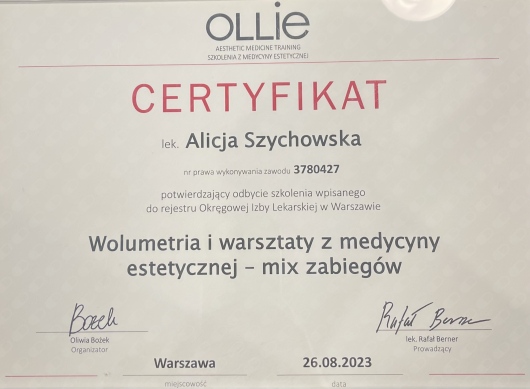 OLLie
AESTHETIC MEDICINE TRAINING
SZKOLENIA Z MEDYCYNY ESTETYCZNEJ
CERTYFIKAT
lek. Alicja Szychowska
nr prawa wykonywania zawodu 3780427
potwierdzający odbycie szkolenia wpisanego
do rejestru Okręgowej Izby Lekarskiej w Warszawie
Wolumetria i warsztaty z medycyny
estetycznej – mix zabiegów
Rafał Berner
Oliwia Bożek
Organizator
lek. Rafał Berner
Prowadzący
Warszawa
26.08.2023
miejscowość
data